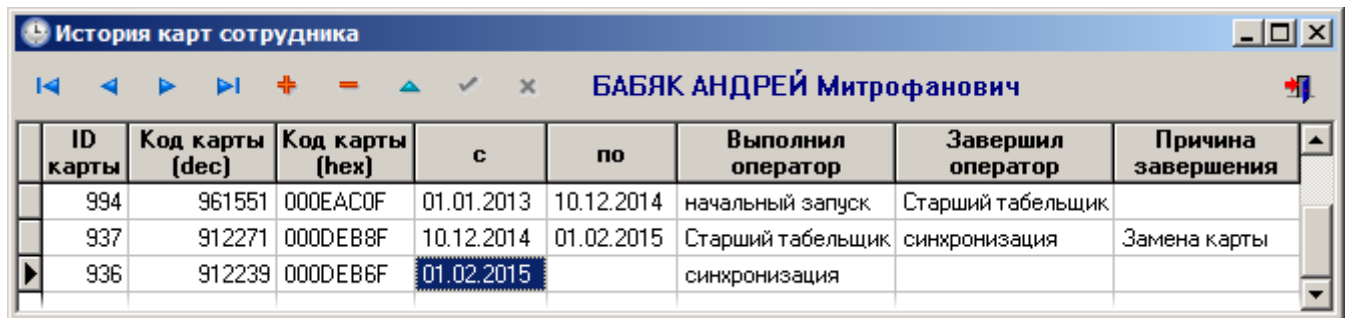 История карт сотрудника
БАБЯК АНДРЕЙ Митрофанович
ID карты Код карты (dec) Код карты (hex) с по Выполнил оператор Завершил оператор Причина завершения
994 961551 000EAC0F 01.01.2013 10.12.2014 начальный запуск Старший табельщик
937 912271 000DEB8F 10.12.2014 01.02.2015 Старший табельщик синхронизация Замена карты
936 912239 000DEB6F 01.02.2015 синхронизация